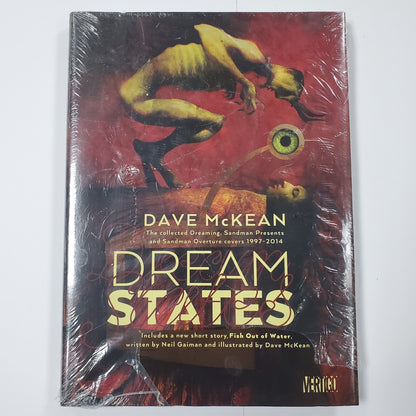 DAVE McKEAN
The collected Dreaming, Sandman Presents
and Sandman Overture covers 1997-2014
DREAM
STATES
Includes a new short story, Fish Out of Water,
written by Neil Gaiman and illustrated by Dave McKean
VERTIGO